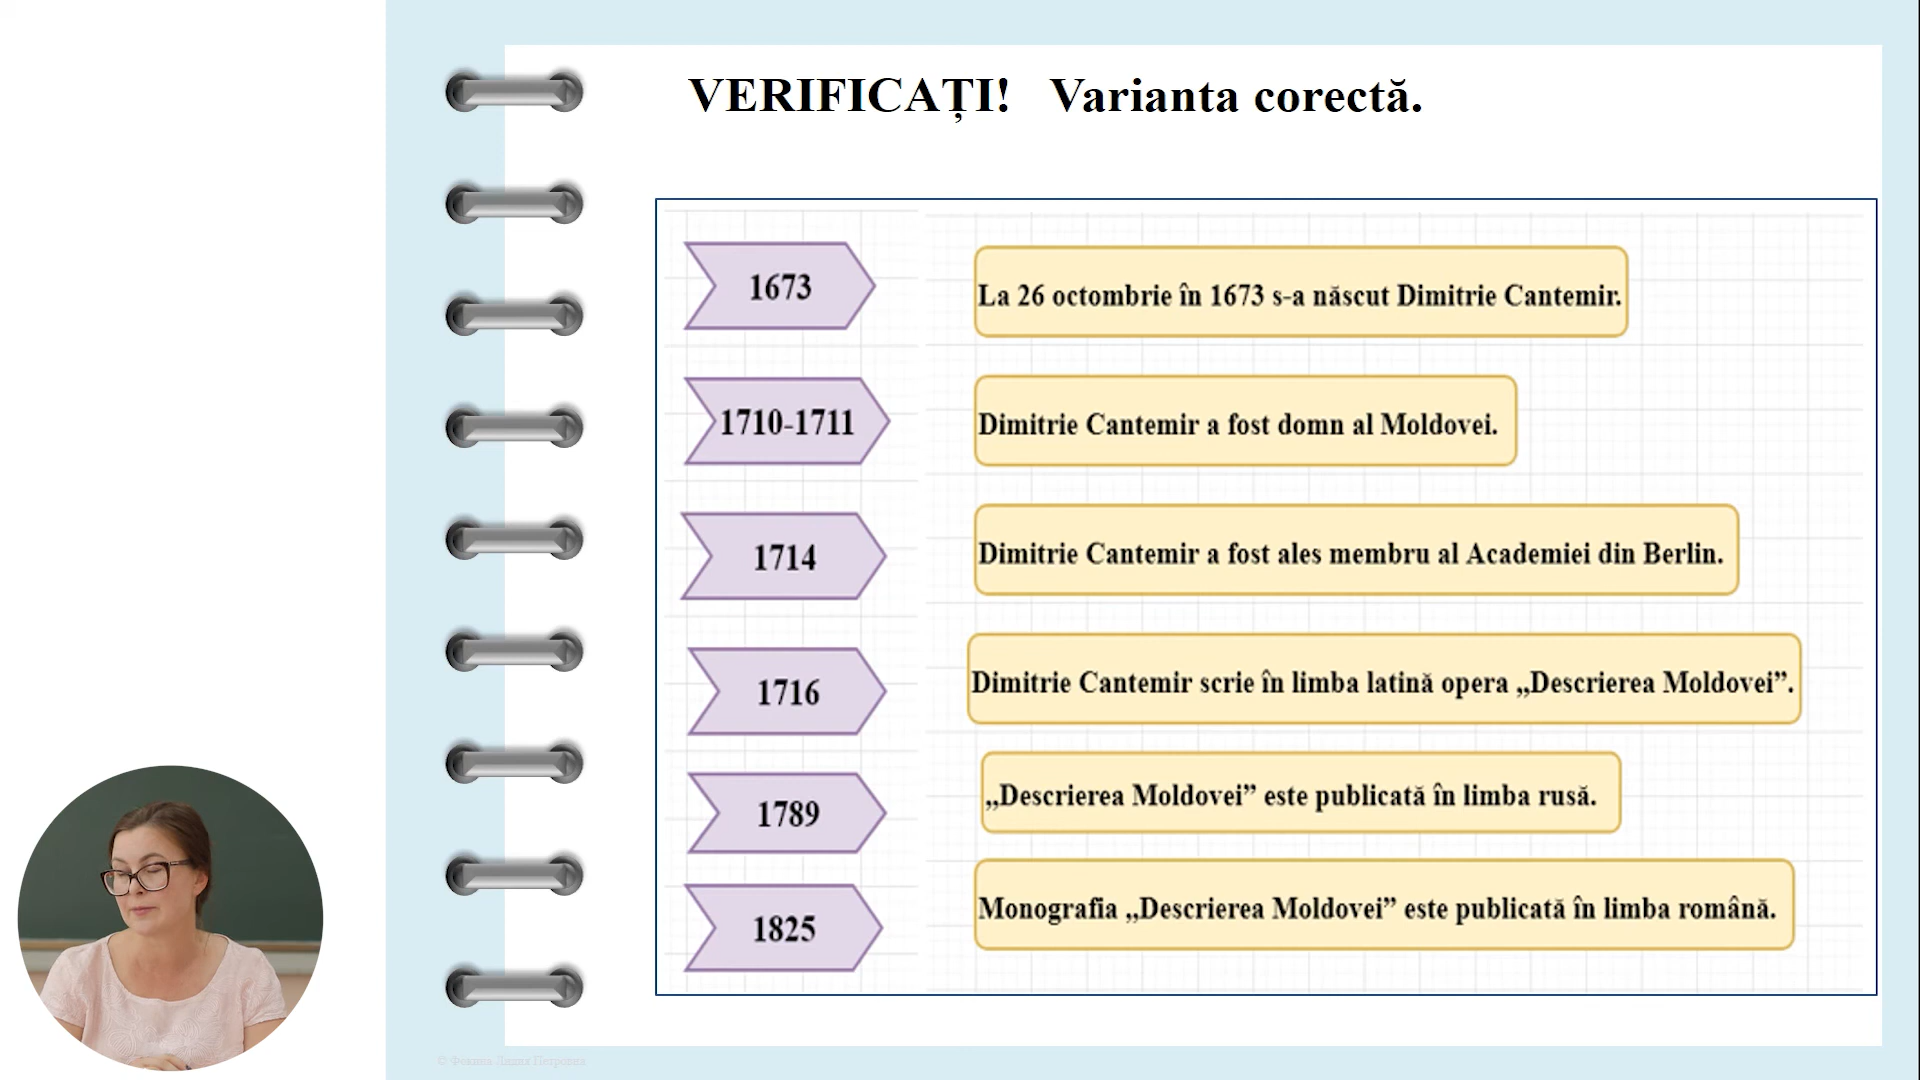 VERIFICAȚI! Varianta corectă.
1673
La 26 octombrie în 1673 s-a născut Dimitrie Cantemir.
1710-1711
Dimitrie Cantemir a fost domn al Moldovei.
1714
Dimitrie Cantemir a fost ales membru al Academiei din Berlin.
1716
Dimitrie Cantemir scrie în limba latină opera „Descrierea Moldovei”.
1789
„Descrierea Moldovei” este publicată în limba rusă.
1825
Monografia „Descrierea Moldovei” este publicată în limba română.
© Лидия Петровна